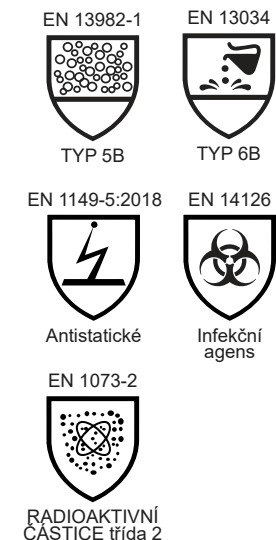 EN 13982-1
EN 13034
TYP 5B
TYP 6B
EN 1149-5:2018
EN 14126
Antistatické
Infekční
agens
EN 1073-2
RADIOAKTIVNÍ
ČÁSTICE třída 2